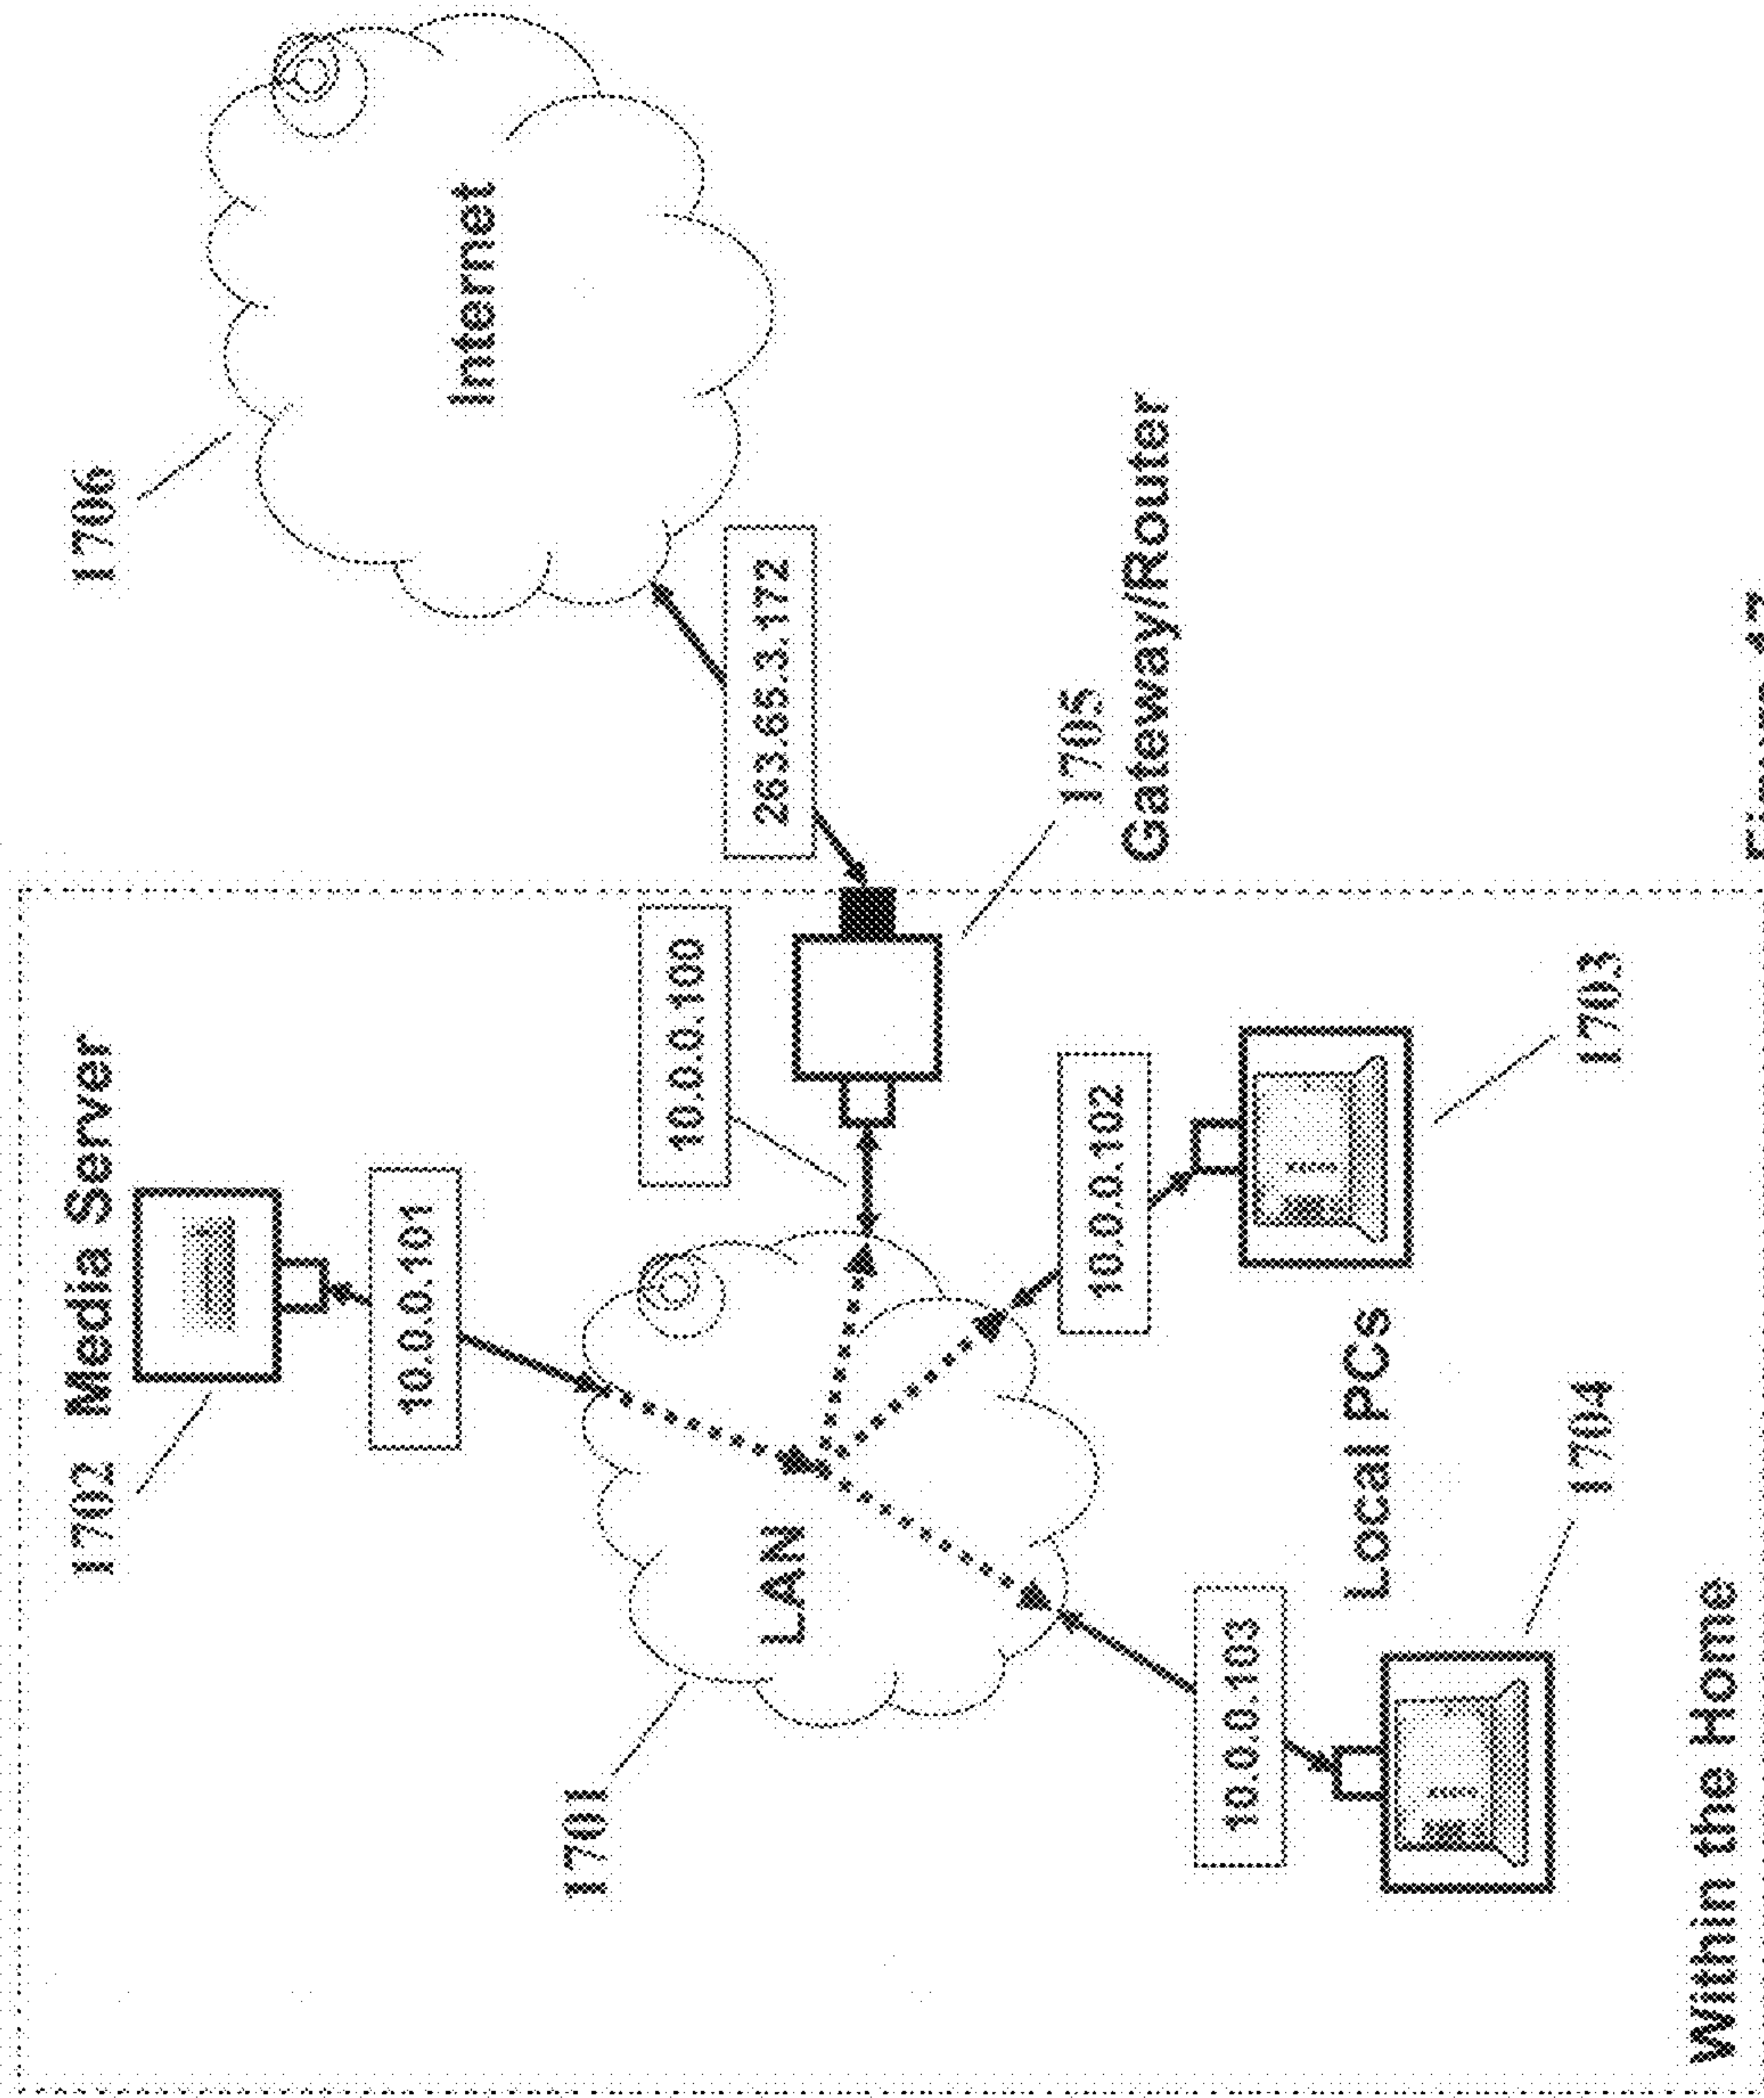 1702 Media Server
1706
10.0.0.101
Internet
1701
LAN
10.0.0.100
263.65.3.172
10.0.0.102
1705
Gateway/Router
10.0.0.103
Local PCs
1704
1703
Within the Home